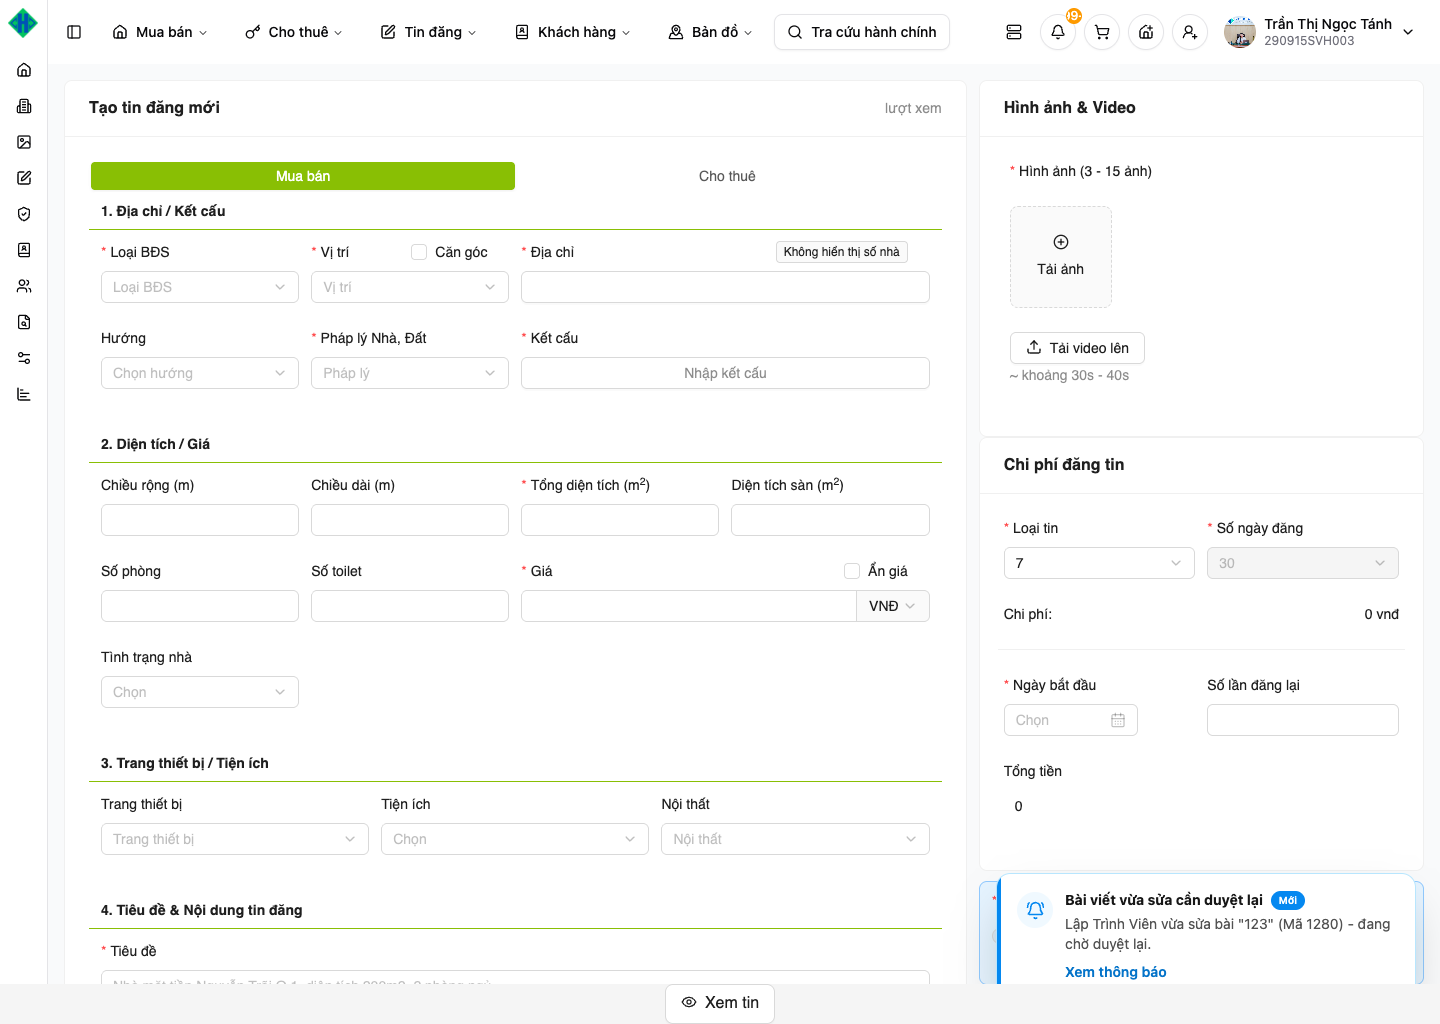 Mua bán
Cho thuê
Tin đăng
Khách hàng
Bản đồ
Tra cứu hành chính
Trần Thị Ngọc Tánh
290915SVH003
Tạo tin đăng mới
lượt xem
Mua bán
Cho thuê
1. Địa chỉ / Kết cấu
* Loại BĐS
* Vị trí
Căn góc
* Địa chỉ
Không hiển thị số nhà
Loại BĐS
Vị trí
Hướng
* Pháp lý Nhà, Đất
* Kết cấu
Chọn hướng
Pháp lý
Nhập kết cấu
2. Diện tích / Giá
Chiều rộng (m)
Chiều dài (m)
* Tổng diện tích (m²)
Diện tích sàn (m²)
Số phòng
Số toilet
* Giá
Ẩn giá
VNĐ
Tình trạng nhà
Chọn
3. Trang thiết bị / Tiện ích
Trang thiết bị
Tiện ích
Nội thất
Trang thiết bị
Chọn
Nội thất
4. Tiêu đề & Nội dung tin đăng
* Tiêu đề
Hình ảnh & Video
* Hình ảnh (3 - 15 ảnh)
Tải ảnh
Tải video lên
~ khoảng 30s - 40s
Chi phí đăng tin
* Loại tin
* Số ngày đăng
7
30
Chi phí:
0 vnđ
* Ngày bắt đầu
Số lần đăng lại
Chọn
Tổng tiền
0
Bài viết vừa sửa cần duyệt lại
Mới
Lập Trình Viên vừa sửa bài "123" (Mã 1280) - đang
chờ duyệt lại.
Xem thông báo
Xem tin